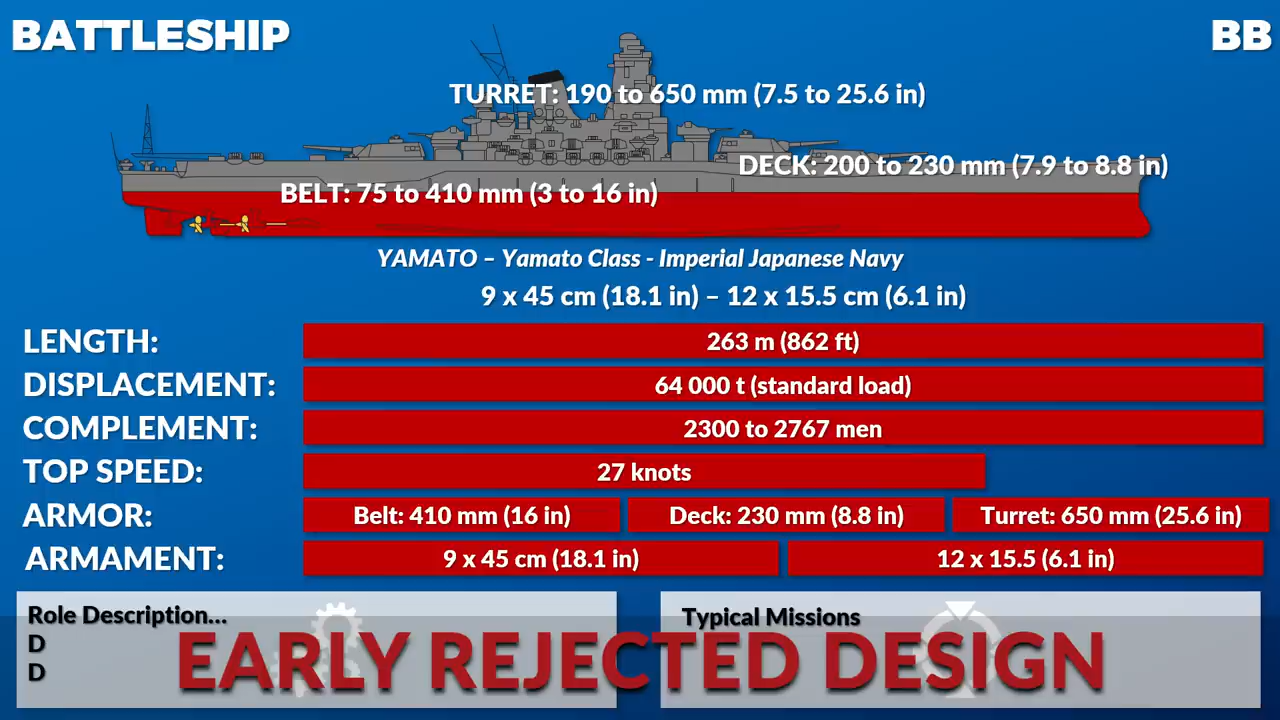 BATTLESHIP
BB
TURRET: 190 to 650 mm (7.5 to 25.6 in)
DECK: 200 to 230 mm (7.9 to 8.8 in)
BELT: 75 to 410 mm (3 to 16 in)
YAMATO – Yamato Class - Imperial Japanese Navy
9 x 45 cm (18.1 in) – 12 x 15.5 cm (6.1 in)
LENGTH: 263 m (862 ft)
DISPLACEMENT: 64 000 t (standard load)
COMPLEMENT: 2300 to 2767 men
TOP SPEED: 27 knots
ARMOR: Belt: 410 mm (16 in) Deck: 230 mm (8.8 in) Turret: 650 mm (25.6 in)
ARMAMENT: 9 x 45 cm (18.1 in) 12 x 15.5 (6.1 in)
Role Description...
D
D
Typical Missions
EARLY REJECTED DESIGN